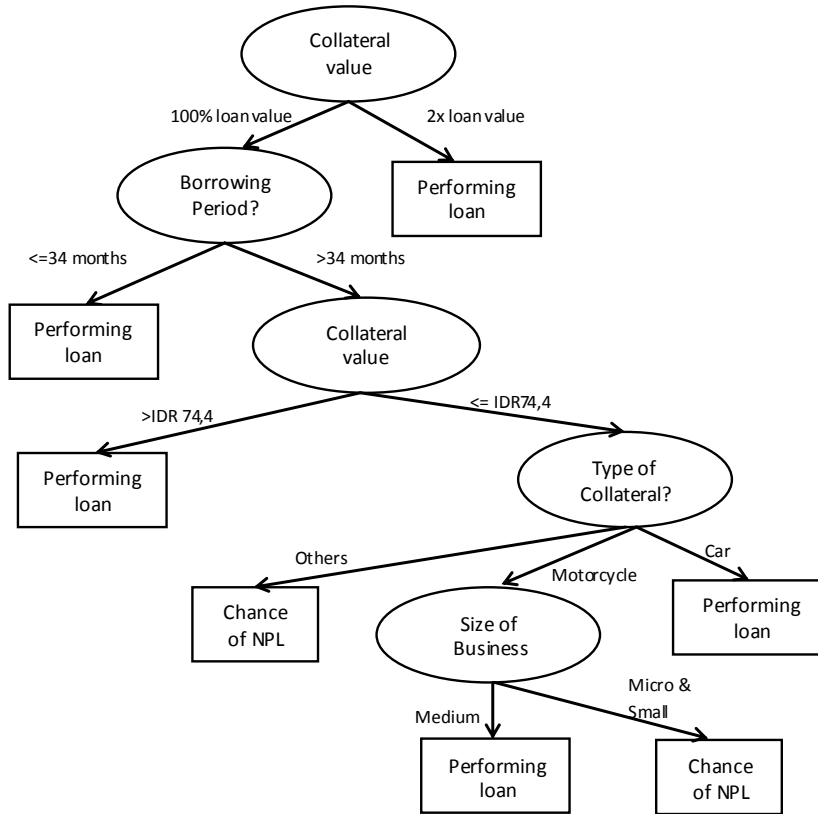 Collateral
value
100% loan value
2x loan value
Borrowing
Period?
Performing
loan
<=34 months
>34 months
Performing
loan
Collateral
value
>IDR 74,4
<= IDR74,4
Performing
loan
Type of
Collateral?
Others
Motorcycle
Car
Chance
of NPL
Size of
Business
Performing
loan
Medium
Micro &
Small
Performing
loan
Chance
of NPL